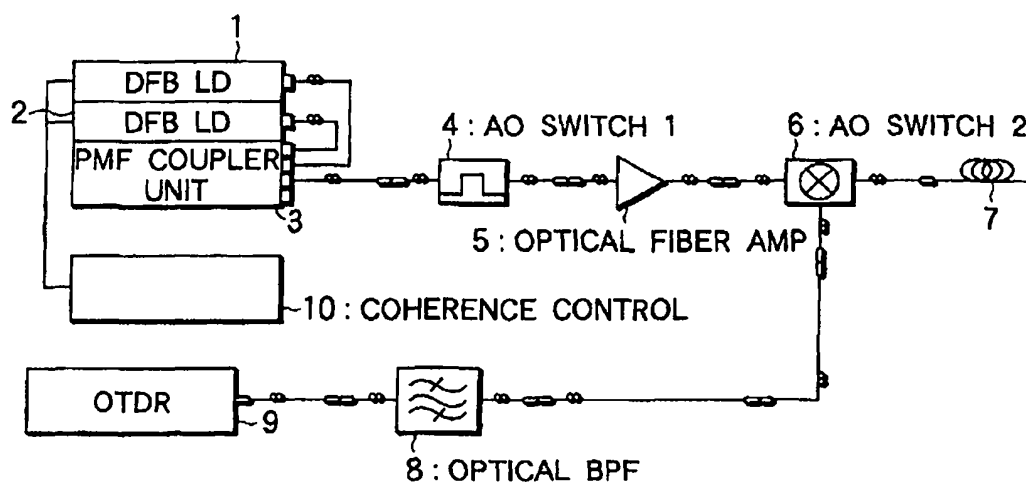 1
DFB LD
2
DFB LD
PMF COUPLER
UNIT
3
4 : AO SWITCH 1
6 : AO SWITCH 2
7
5 : OPTICAL FIBER AMP
10 : COHERENCE CONTROL
OTDR
9
8 : OPTICAL BPF